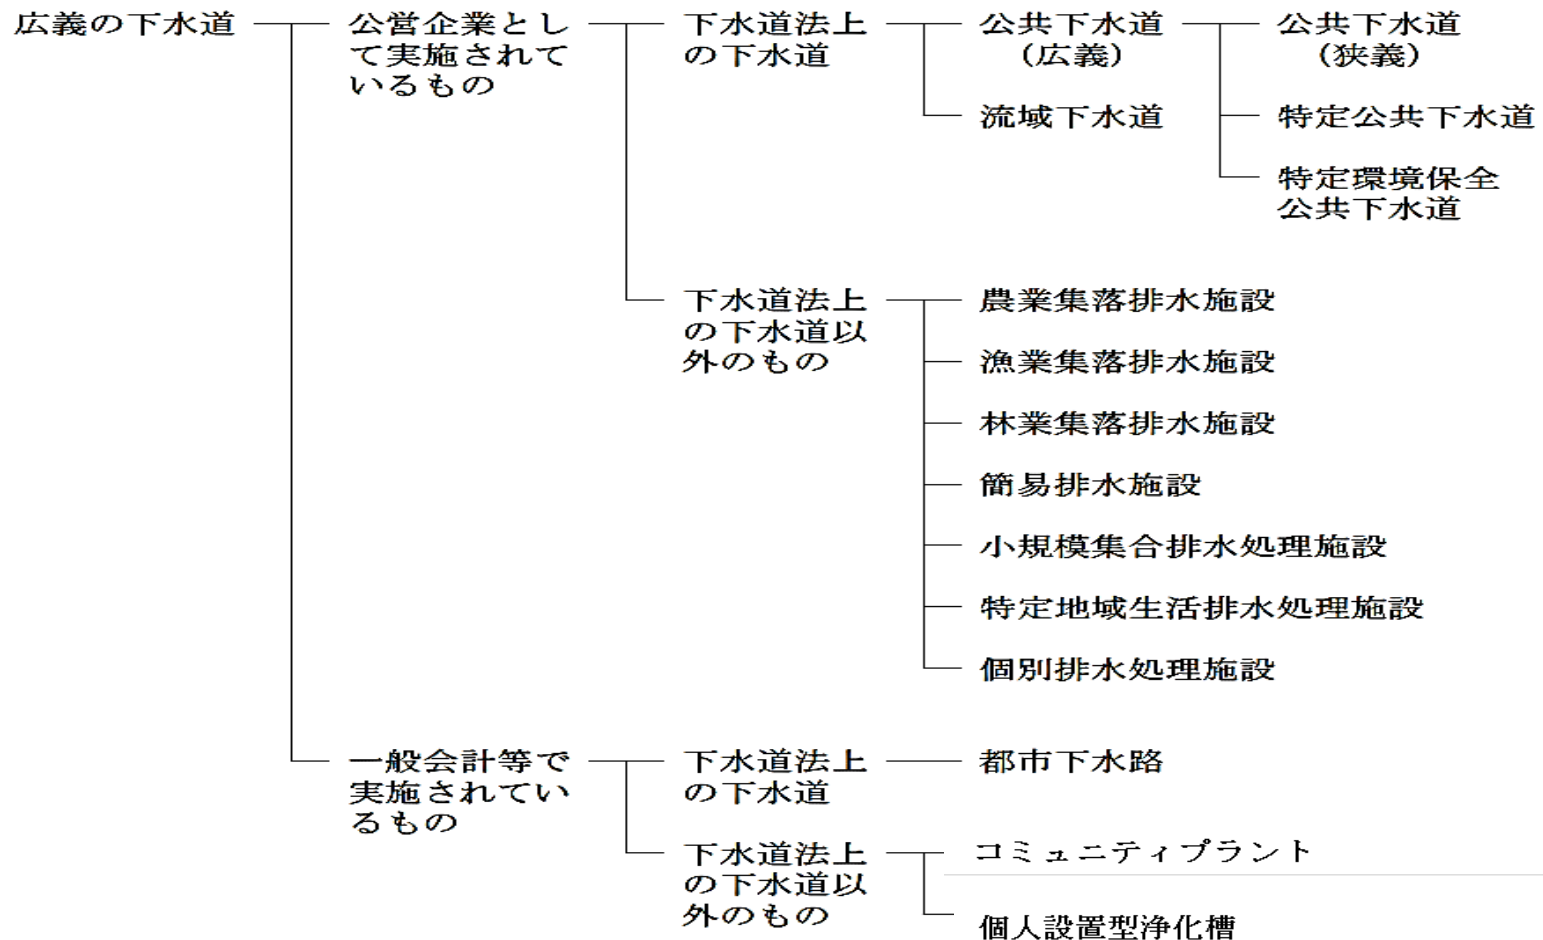 広義の下水道
公営企業とし
て実施されて
いるもの
下水道法上
の下水道
公共下水道
（広義）
公共下水道
（狭義）
特定公共下水道
特定環境保全
公共下水道
流域下水道
下水道法上
の下水道以
外のもの
農業集落排水施設
漁業集落排水施設
林業集落排水施設
簡易排水施設
小規模集合排水処理施設
特定地域生活排水処理施設
個別排水処理施設
一般会計等で
実施されてい
るもの
下水道法上
の下水道
都市下水路
下水道法上
の下水道以
外のもの
コミュニティプラント
個人設置型浄化槽